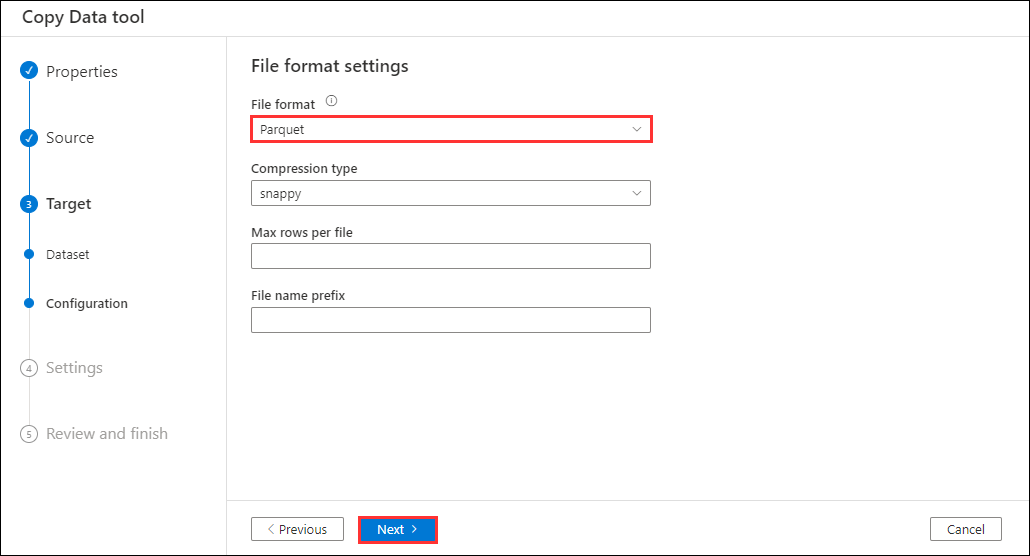 Copy Data tool
Properties
Source
3 Target
Dataset
Configuration
4 Settings
5 Review and finish
File format settings
File format
Parquet
Compression type
snappy
Max rows per file
File name prefix
Previous
Next
Cancel